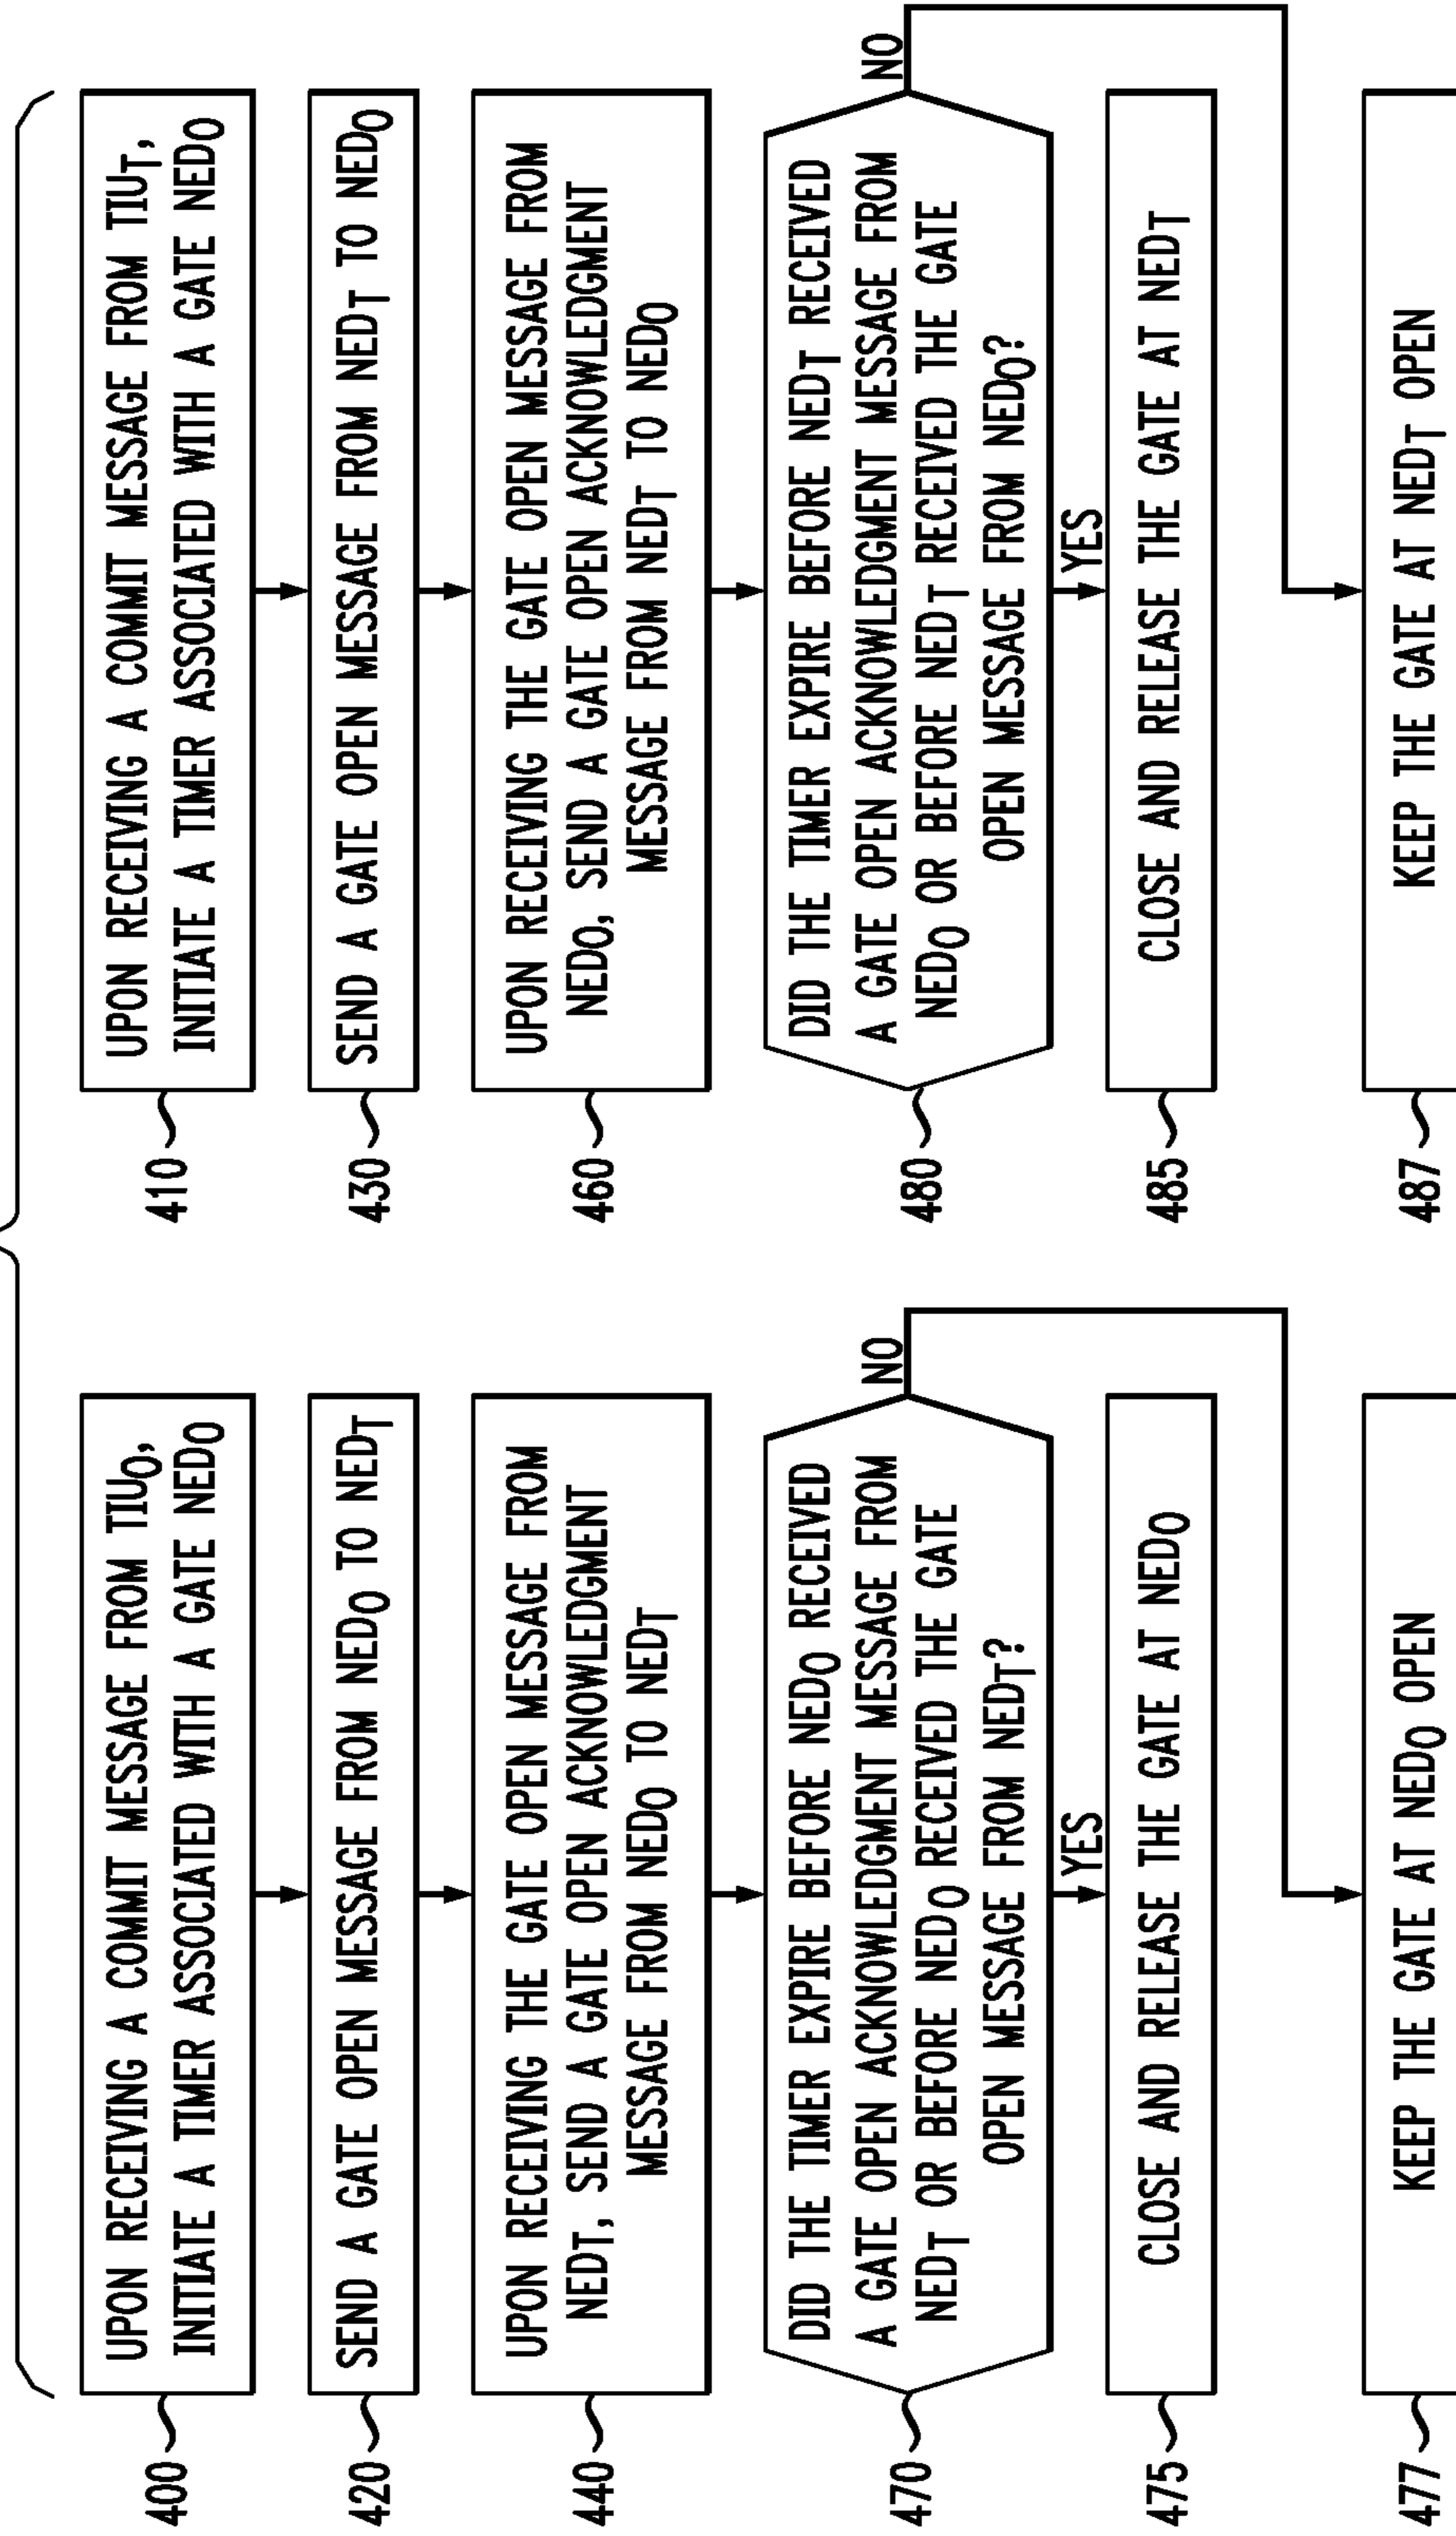 400
UPON RECEIVING A COMMIT MESSAGE FROM TIUO,
INITIATE A TIMER ASSOCIATED WITH A GATE NEDO
420
SEND A GATE OPEN MESSAGE FROM NEDO TO NEDT
440
UPON RECEIVING THE GATE OPEN MESSAGE FROM
NEDT, SEND A GATE OPEN ACKNOWLEDGMENT
MESSAGE FROM NEDO TO NEDT
470
DID THE TIMER EXPIRE BEFORE NEDO RECEIVED
A GATE OPEN ACKNOWLEDGMENT MESSAGE FROM
NEDT OR BEFORE NEDO RECEIVED THE GATE
OPEN MESSAGE FROM NEDT?
NO
YES
475
CLOSE AND RELEASE THE GATE AT NEDO
477
KEEP THE GATE AT NEDO OPEN
410
UPON RECEIVING A COMMIT MESSAGE FROM TIUT,
INITIATE A TIMER ASSOCIATED WITH A GATE NEDO
430
SEND A GATE OPEN MESSAGE FROM NEDT TO NEDO
460
UPON RECEIVING THE GATE OPEN MESSAGE FROM
NEDO, SEND A GATE OPEN ACKNOWLEDGMENT
MESSAGE FROM NEDT TO NEDO
480
DID THE TIMER EXPIRE BEFORE NEDT RECEIVED
A GATE OPEN ACKNOWLEDGMENT MESSAGE FROM
NEDO OR BEFORE NEDT RECEIVED THE GATE
OPEN MESSAGE FROM NEDO?
NO
YES
485
CLOSE AND RELEASE THE GATE AT NEDT
487
KEEP THE GATE AT NEDT OPEN